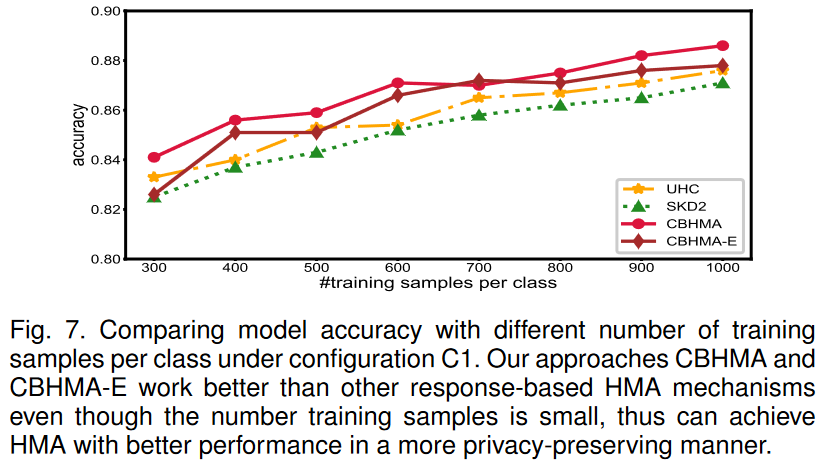 0.90
0.88
0.86
0.84
0.82
0.80
accuracy
300 400 500 600 700 800 900 1000
#training samples per class
UHC
SKD2
CBHMA
CBHMA-E
Fig. 7. Comparing model accuracy with different number of training
samples per class under configuration C1. Our approaches CBHMA and
CBHMA-E work better than other response-based HMA mechanisms
even though the number training samples is small, thus can achieve
HMA with better performance in a more privacy-preserving manner.